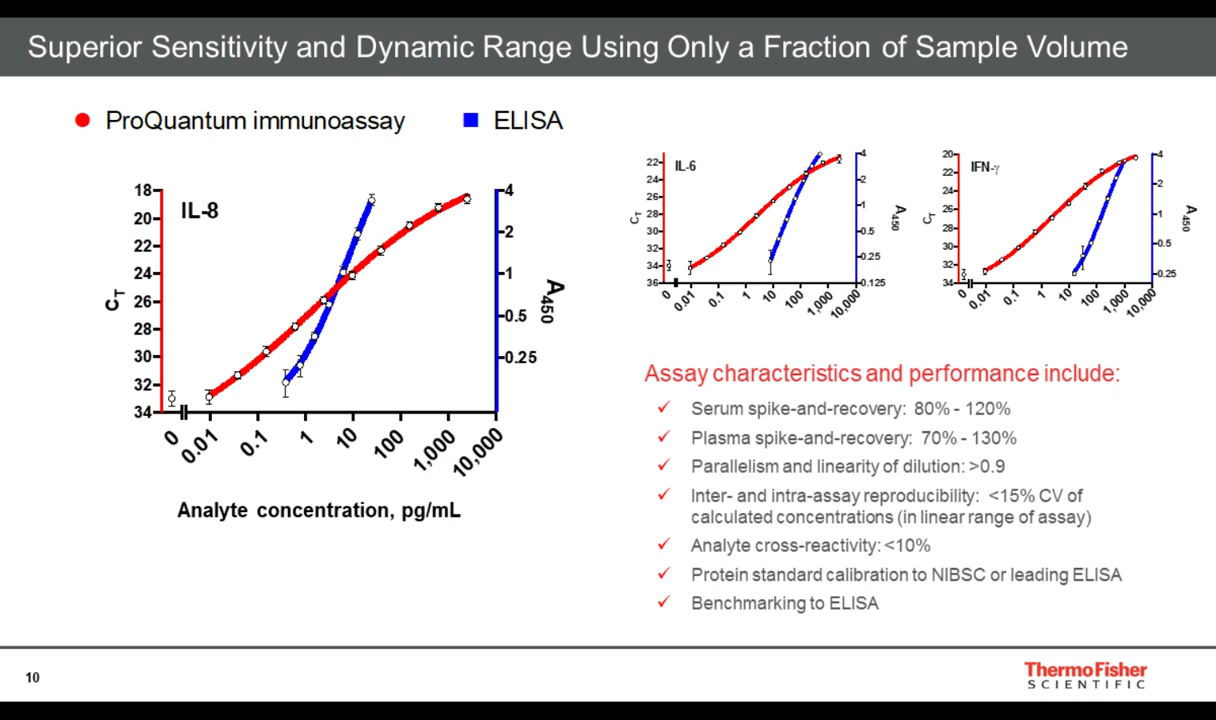 Superior Sensitivity and Dynamic Range Using Only a Fraction of Sample Volume
ProQuantum immunoassay
ELISA
IL-8
18
20
22
24
26
28
30
32
34
CT
4
2
1
0.5
0.25
A450
0
0.01
0.1
1
10
100
1,000
10,000
Analyte concentration, pg/mL
IL-6
22
24
26
28
30
32
34
36
CT
4
2
1
0.5
0.25
0.125
A450
0
0.01
0.1
1
10
100
1,000
10,000
IFN-γ
20
22
24
26
28
30
32
34
CT
4
2
1
0.5
0.25
A450
0
0.01
0.1
1
10
100
1,000
10,000
Assay characteristics and performance include:
Serum spike-and-recovery: 80% - 120%
Plasma spike-and-recovery: 70% - 130%
Parallelism and linearity of dilution: >0.9
Inter- and intra-assay reproducibility: <15% CV of
calculated concentrations (in linear range of assay)
Analyte cross-reactivity: <10%
Protein standard calibration to NIBSC or leading ELISA
Benchmarking to ELISA
10
ThermoFisher
SCIENTIFIC